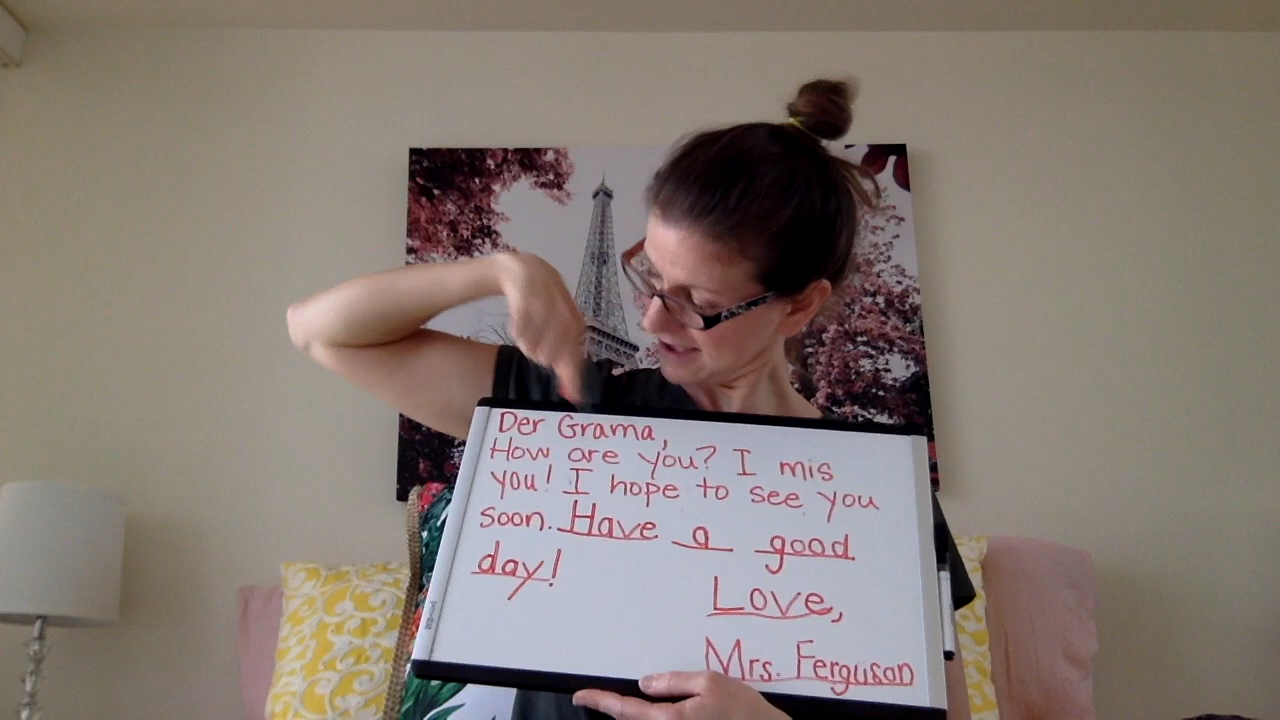 Der Grama,
How are you? I mis
you! I hope to see you
soon. Have a good
day!
Love,
Mrs. Ferguson